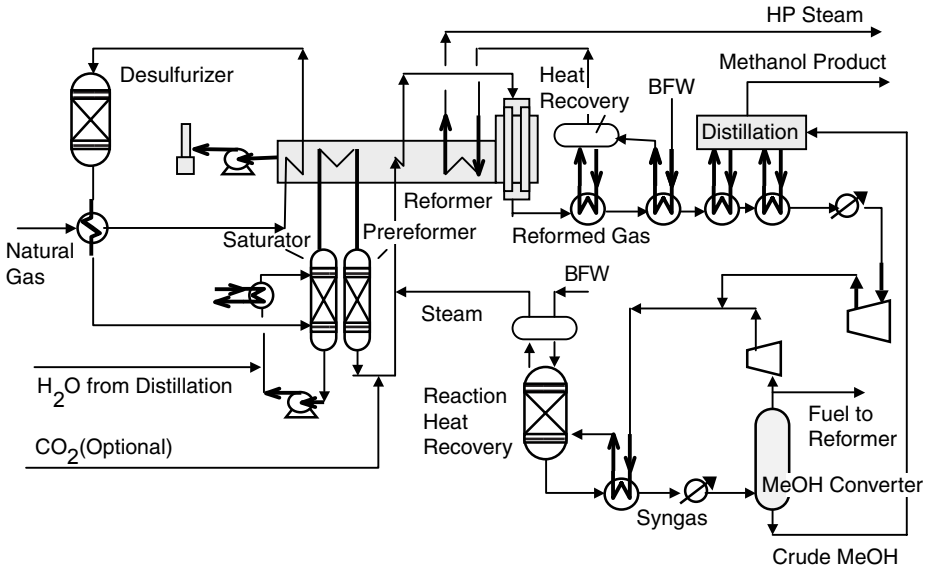 HP Steam
Methanol Product
Desulfurizer
Heat
Recovery
BFW
Distillation
Reformer
Reformed Gas
Natural
Gas
Saturator
Prereformer
BFW
Steam
H2O from Distillation
CO2(Optional)
Reaction
Heat
Recovery
Fuel to
Reformer
MeOH Converter
Syngas
Crude MeOH